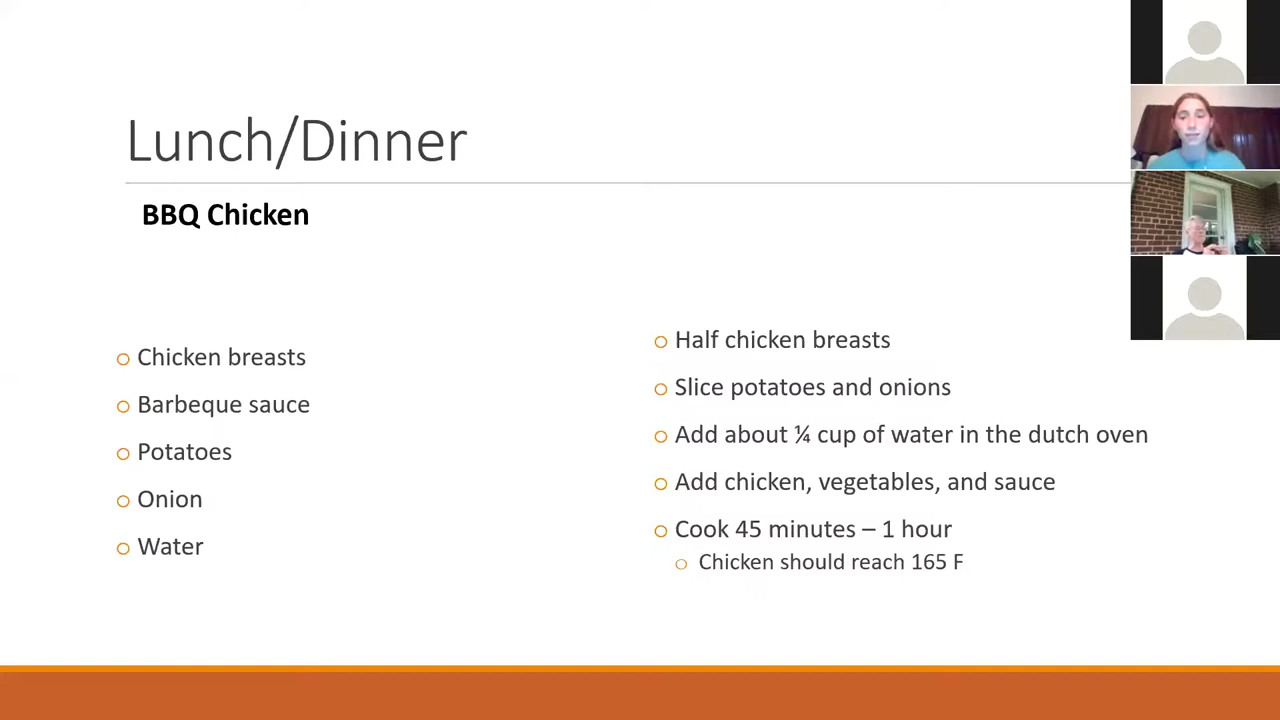 Lunch/Dinner
BBQ Chicken
Chicken breasts
Barbeque sauce
Potatoes
Onion
Water
Half chicken breasts
Slice potatoes and onions
Add about ¼ cup of water in the dutch oven
Add chicken, vegetables, and sauce
Cook 45 minutes – 1 hour
Chicken should reach 165 F